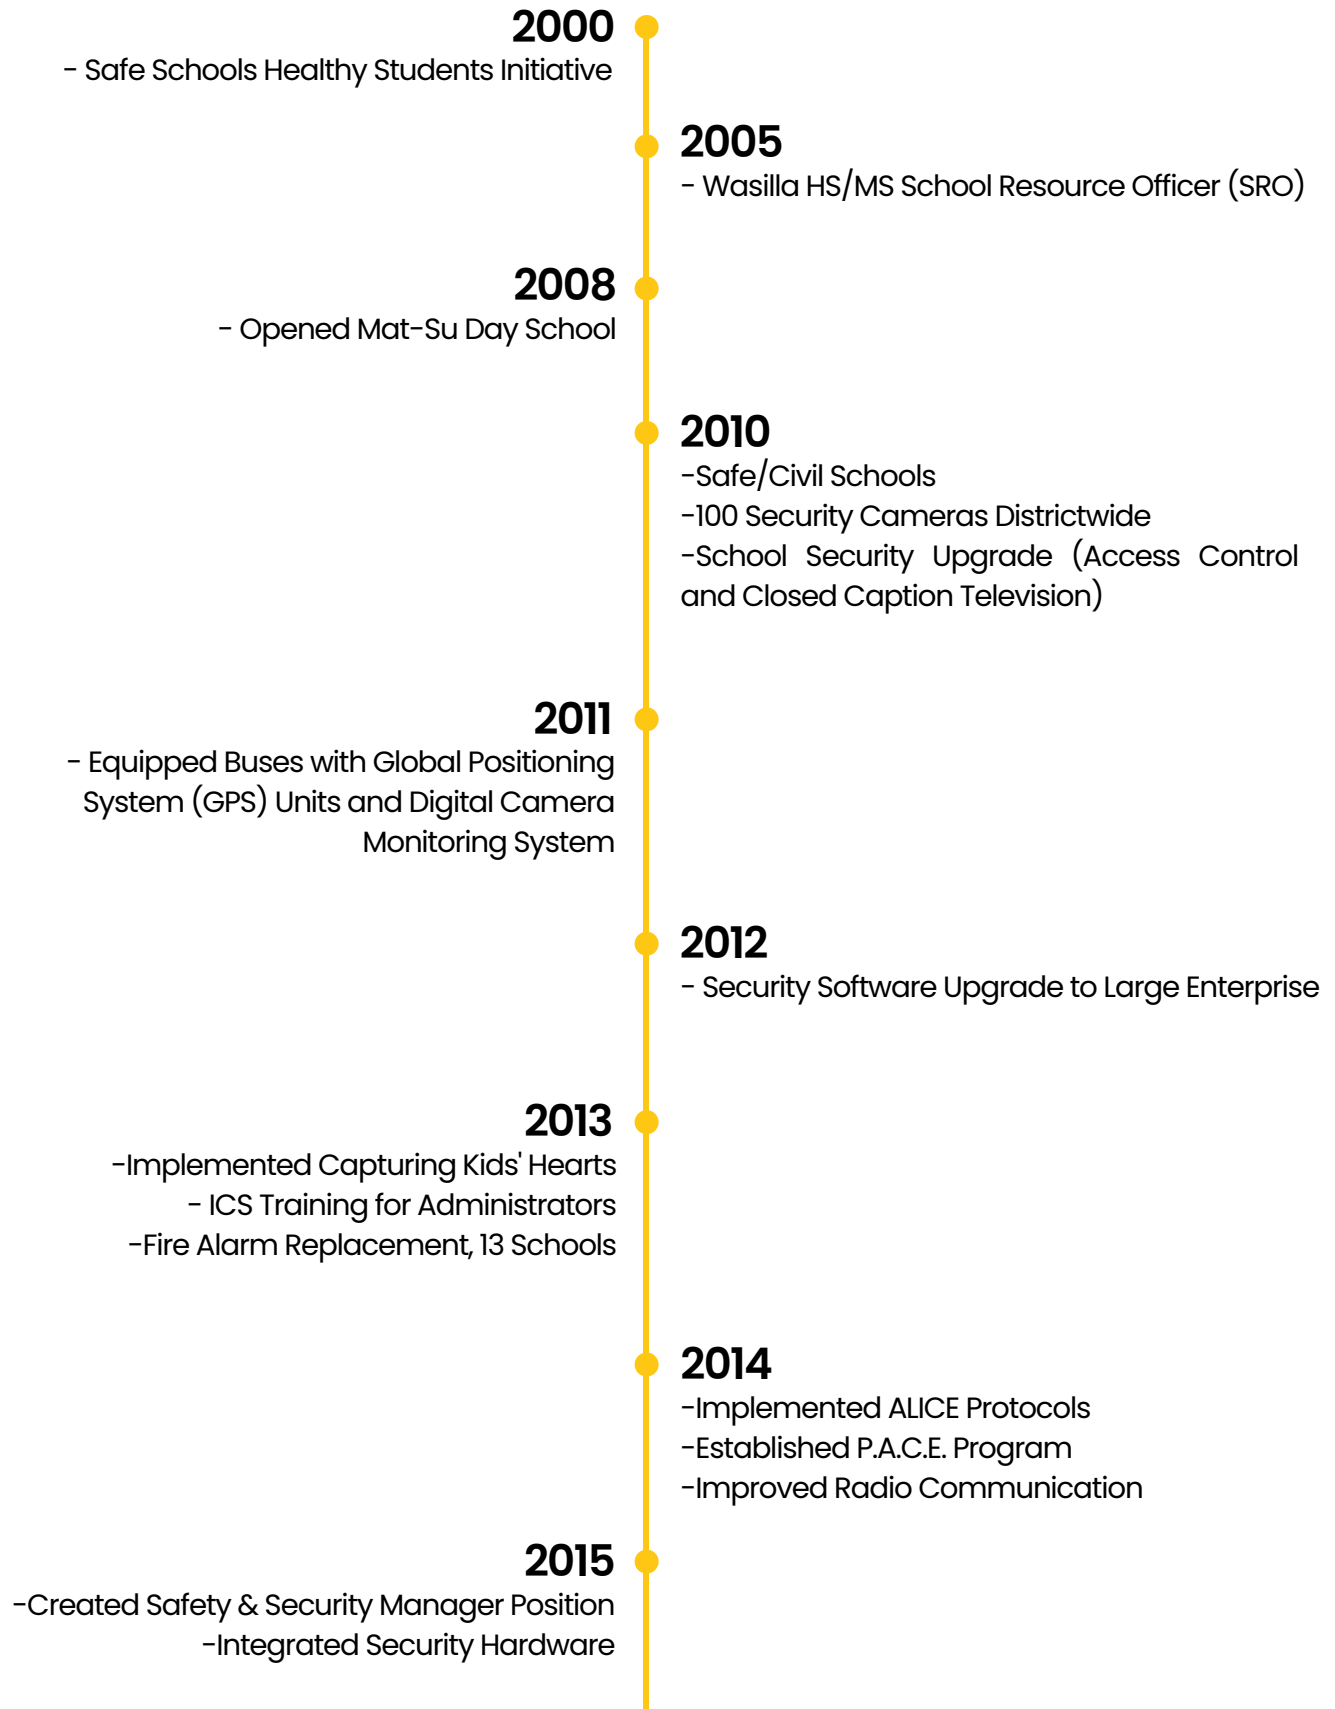 2000
- Safe Schools Healthy Students Initiative
2005
- Wasilla HS/MS School Resource Officer (SRO)
2008
- Opened Mat-Su Day School
2010
-Safe/Civil Schools
-100 Security Cameras Districtwide
-School Security Upgrade (Access Control
and Closed Caption Television)
2011
- Equipped Buses with Global Positioning
System (GPS) Units and Digital Camera
Monitoring System
2012
- Security Software Upgrade to Large Enterprise
2013
-Implemented Capturing Kids' Hearts
- ICS Training for Administrators
-Fire Alarm Replacement, 13 Schools
2014
-Implemented ALICE Protocols
-Established P.A.C.E. Program
-Improved Radio Communication
2015
-Created Safety & Security Manager Position
-Integrated Security Hardware